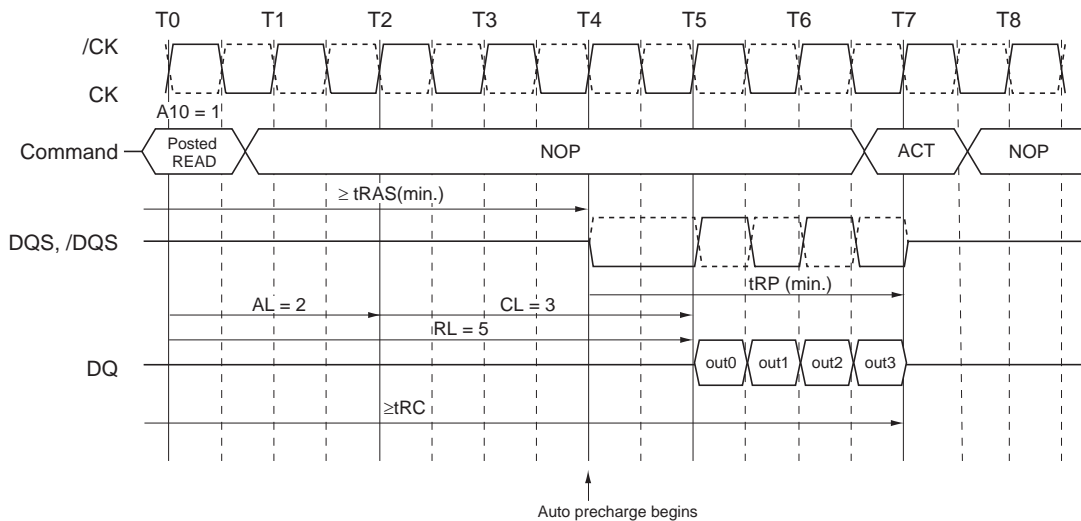 T0 T1 T2 T3 T4 T5 T6 T7 T8
/CK
CK
A10 = 1
Command
Posted
READ
NOP
ACT
NOP
≥ tRAS(min.)
DQS, /DQS
tRP (min.)
AL = 2
CL = 3
RL = 5
DQ
out0
out1
out2
out3
≥tRC
Auto precharge begins